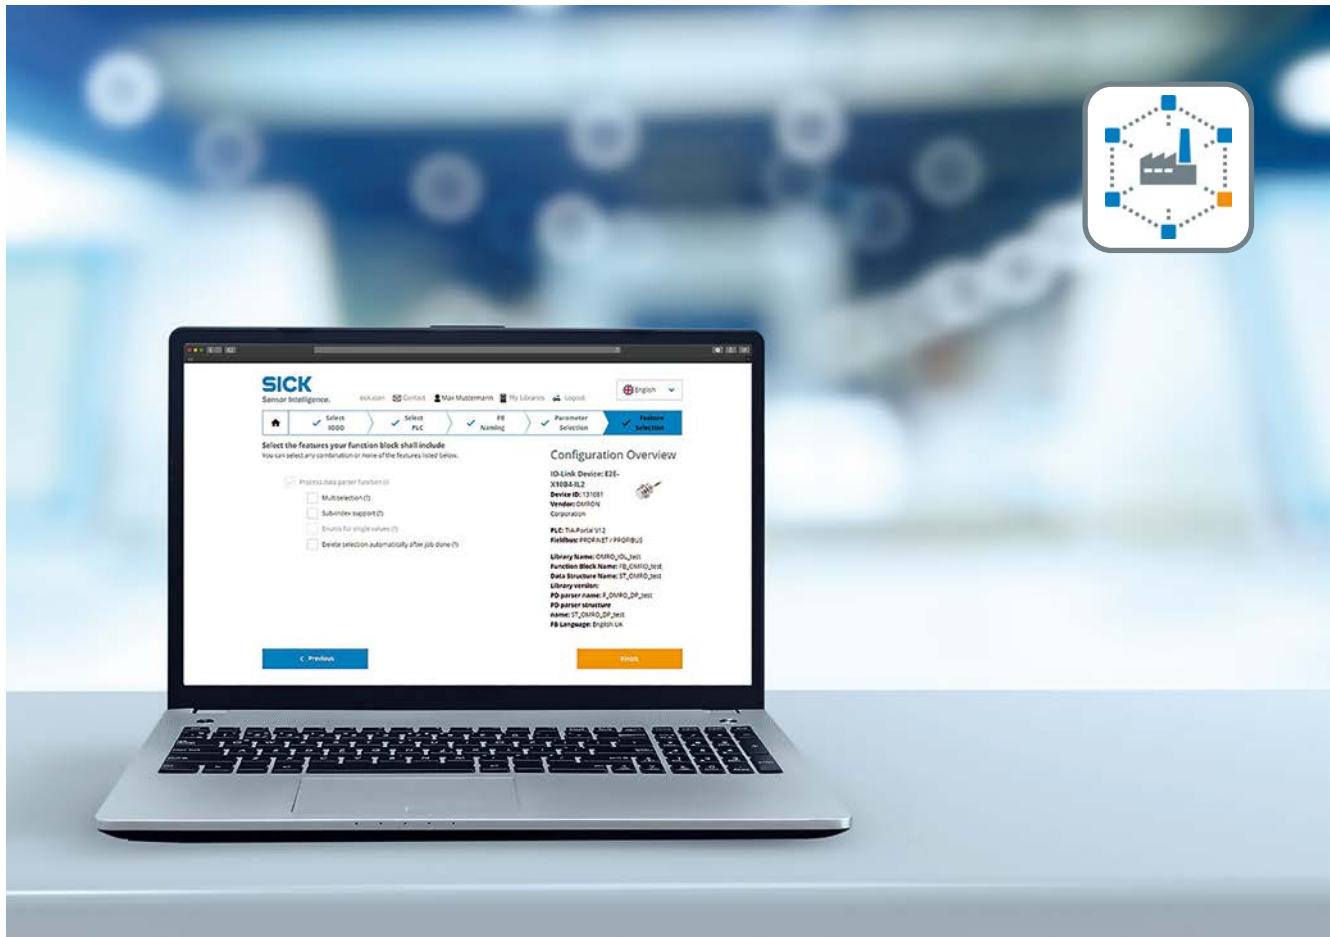 SICK
Sensor Intelligence.
sick.com Contact Max Mustermann My Libraries Logout
English
Select IODD
Select PLC
FB Naming
Parameter Selection
Feature Selection
Select the features your function block shall include
You can select any combination or none of the features listed below.
Process data parser function (?)
Multiselection (?)
Sub-index support (?)
Enums for single values (?)
Delete selection automatically after job done (?)
Configuration Overview
IO-Link Device: E2E-
X10B4-IL2
Device ID: 131081
Vendor: OMRON
Corporation
PLC: TIA-Portal V12
Fieldbus: PROFINET / PROFIBUS
Library Name: OMRO_IOL_test
Function Block Name: FB_OMRO_test
Data Structure Name: ST_OMRO_test
Library version:
PD parser name: F_OMRO_DP_test
PD parser structure
name: ST_OMRO_DP_test
FB Language: English UK
Previous
Finish